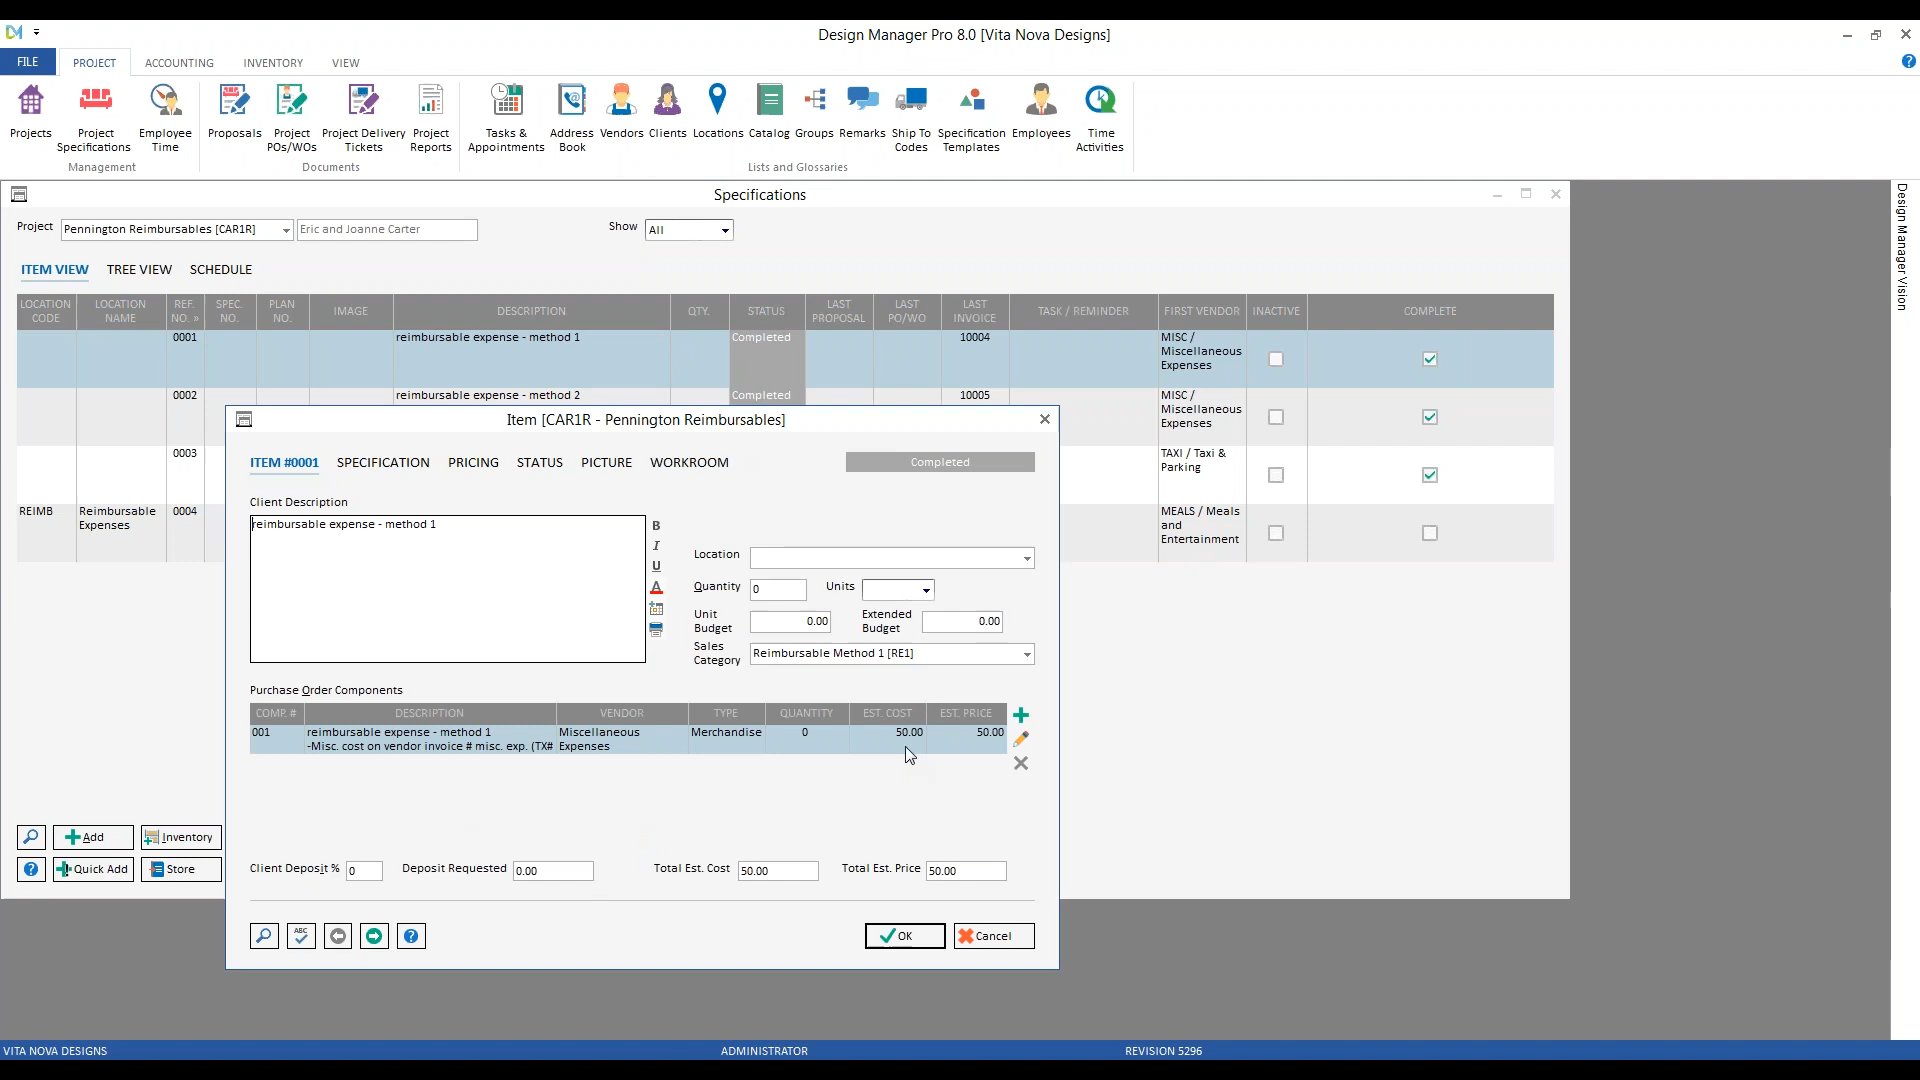 Design Manager Pro 8.0 [Vita Nova Designs]
FILE PROJECT ACCOUNTING INVENTORY VIEW
Projects
Project Specifications
Employee Time
Proposals
Project POs/WOs
Project Delivery Tickets
Project Reports
Tasks & Appointments
Address Book
Vendors
Clients
Locations
Catalog
Groups
Remarks
Ship To Codes
Specification Templates
Employees
Time Activities
Management
Documents
Lists and Glossaries
Design Manager Vision
Specifications
Project Pennington Reimbursables [CAR1R] Eric and Joanne Carter Show All
ITEM VIEW TREE VIEW SCHEDULE
LOCATION CODE LOCATION NAME REF. NO. » SPEC. NO. PLAN NO. IMAGE DESCRIPTION QTY. STATUS LAST PROPOSAL LAST PO/WO LAST INVOICE TASK / REMINDER FIRST VENDOR INACTIVE COMPLETE
0001 reimbursable expense - method 1 Completed 10004 MISC / Miscellaneous Expenses
0002 reimbursable expense - method 2 Completed 10005 MISC / Miscellaneous Expenses
0003 TAXI / Taxi & Parking
REIMB Reimbursable Expenses 0004 MEALS / Meals and Entertainment
Item [CAR1R - Pennington Reimbursables]
ITEM #0001 SPECIFICATION PRICING STATUS PICTURE WORKROOM Completed
Client Description
reimbursable expense - method 1
B
I
U
A
Location
Quantity 0 Units
Unit Budget 0.00 Extended Budget 0.00
Sales Category Reimbursable Method 1 [RE1]
Purchase Order Components
COMP. # DESCRIPTION VENDOR TYPE QUANTITY EST. COST EST. PRICE
001 reimbursable expense - method 1 Miscellaneous Merchandise 0 50.00 50.00
-Misc. cost on vendor invoice # misc. exp. (TX# Expenses
Client Deposit % 0 Deposit Requested 0.00 Total Est. Cost 50.00 Total Est. Price 50.00
ABC
OK Cancel
Add Inventory
Quick Add Store
VITA NOVA DESIGNS ADMINISTRATOR REVISION 5296